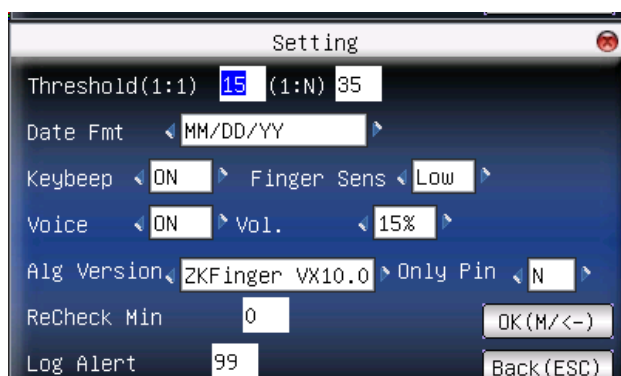 Setting
Threshold(1:1) 15 (1:N) 35
Date Fmt MM/DD/YY
Keybeep ON Finger Sens Low
Voice ON Vol. 15%
Alg Version ZKFinger VX10.0 Only Pin N
ReCheck Min 0
OK(M/<-)
Log Alert 99
Back(ESC)